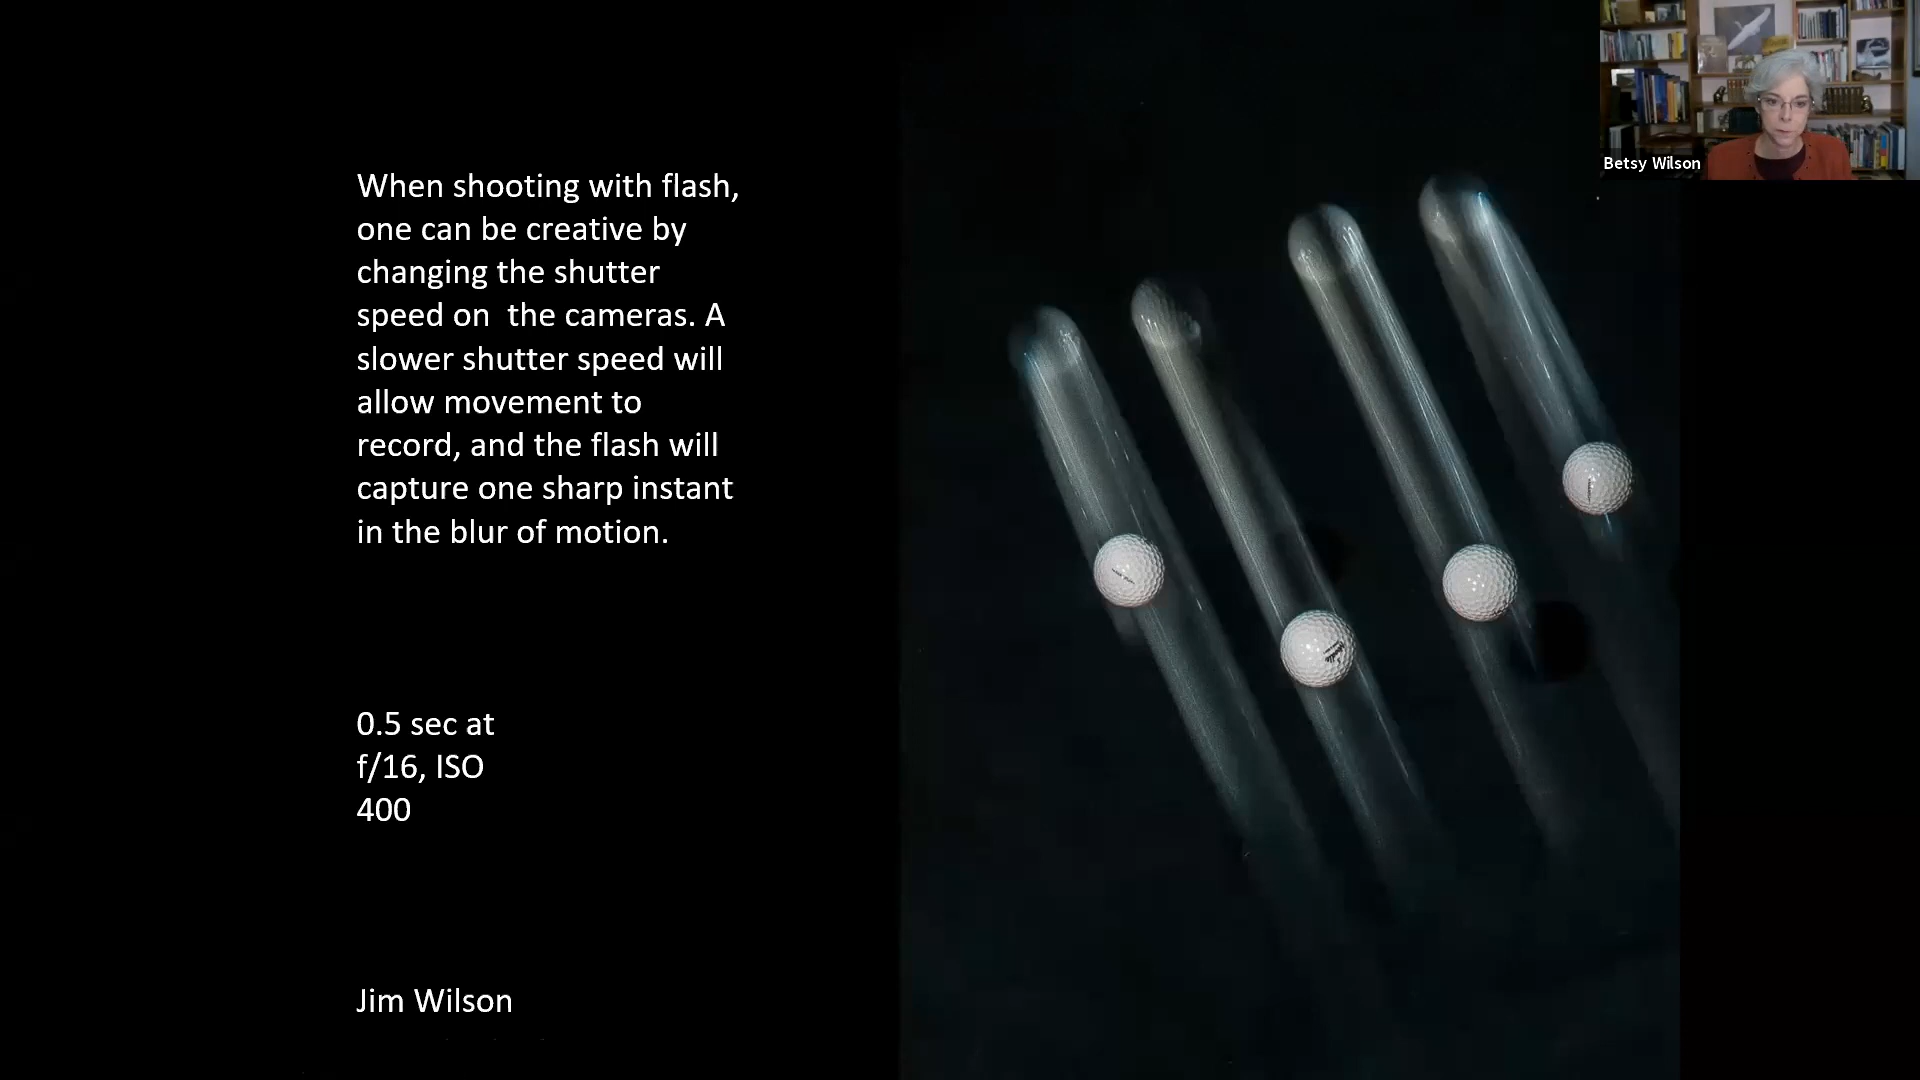 When shooting with flash,
one can be creative by
changing the shutter
speed on  the cameras. A
slower shutter speed will
allow movement to
record, and the flash will
capture one sharp instant
in the blur of motion.
0.5 sec at
f/16, ISO
400
Jim Wilson
Betsy Wilson